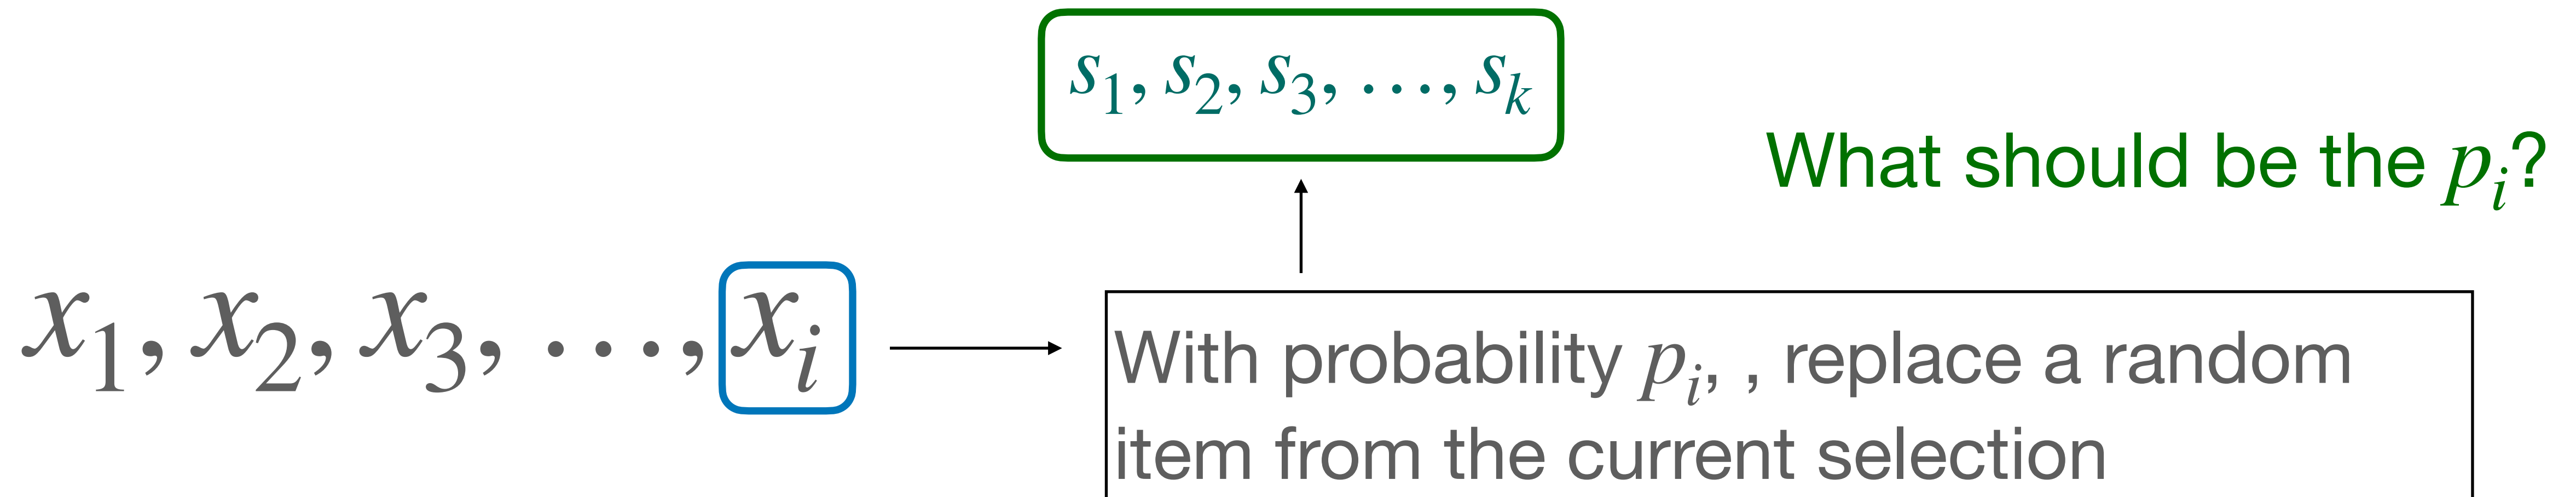 s₁, s₂, s₃, …, sₖ
What should be the pᵢ?
x₁, x₂, x₃, …, xᵢ
With probability pᵢ, , replace a random
item from the current selection